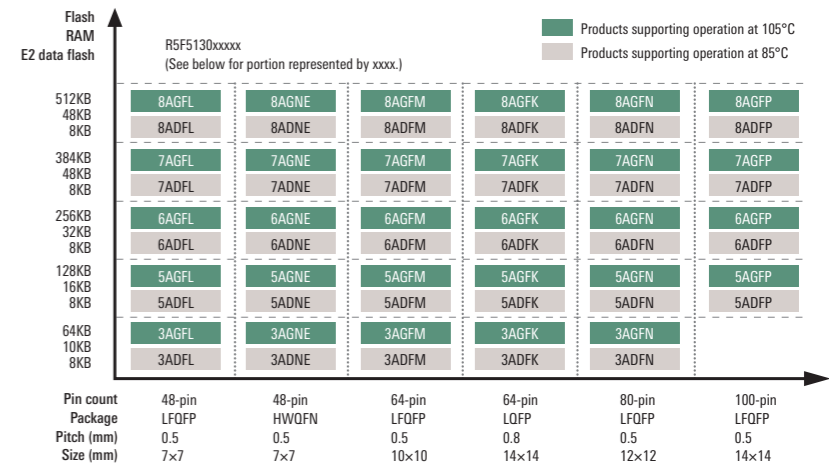 Flash
RAM
E2 data flash
R5F5130xxxxx
(See below for portion represented by xxxx.)
Products supporting operation at 105°C
Products supporting operation at 85°C
512KB
48KB
8KB
8AGFL 8AGNE 8AGFM 8AGFK 8AGFN 8AGFP
8ADFL 8ADNE 8ADFM 8ADFK 8ADFN 8ADFP
384KB
48KB
8KB
7AGFL 7AGNE 7AGFM 7AGFK 7AGFN 7AGFP
7ADFL 7ADNE 7ADFM 7ADFK 7ADFN 7ADFP
256KB
32KB
8KB
6AGFL 6AGNE 6AGFM 6AGFK 6AGFN 6AGFP
6ADFL 6ADNE 6ADFM 6ADFK 6ADFN 6ADFP
128KB
16KB
8KB
5AGFL 5AGNE 5AGFM 5AGFK 5AGFN 5AGFP
5ADFL 5ADNE 5ADFM 5ADFK 5ADFN 5ADFP
64KB
10KB
8KB
3AGFL 3AGNE 3AGFM 3AGFK 3AGFN
3ADFL 3ADNE 3ADFM 3ADFK 3ADFN
Pin count 48-pin 48-pin 64-pin 64-pin 80-pin 100-pin
Package LFQFP HWQFN LFQFP LQFP LFQFP LFQFP
Pitch (mm) 0.5 0.5 0.5 0.8 0.5 0.5
Size (mm) 7×7 7×7 10×10 14×14 12×12 14×14